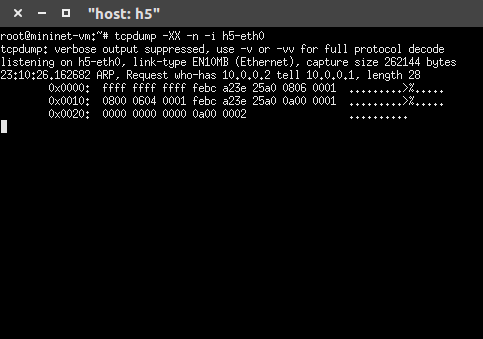 "host: h5"
root@mininet-vm:~# tcpdump -XX -n -i h5-eth0
tcpdump: verbose output suppressed, use -v or -vv for full protocol decode
listening on h5-eth0, link-type EN10MB (Ethernet), capture size 262144 bytes
23:10:26.162682 ARP, Request who-has 10.0.0.2 tell 10.0.0.1, length 28
0x0000:  ffff ffff ffff febc a23e 25a0 0806 0001  .........>%.....
0x0010:  0800 0604 0001 febc a23e 25a0 0a00 0001  .........>%.....
0x0020:  0000 0000 0000 0a00 0002                 ..........